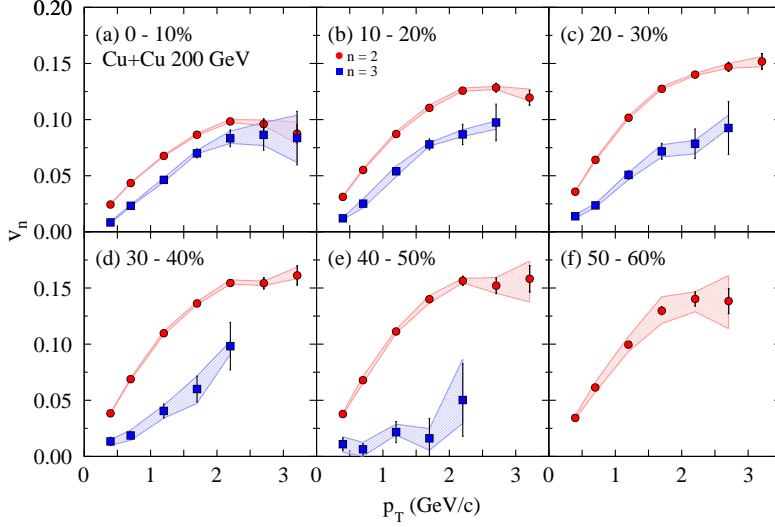 0.20
(a) 0 - 10%
(b) 10 - 20%
(c) 20 - 30%
Cu+Cu 200 GeV
n = 2
n = 3
0.15
0.10
0.05
0.00
v_n
(d) 30 - 40%
(e) 40 - 50%
(f) 50 - 60%
0.15
0.10
0.05
0.00
0 1 2 3 0 1 2 3 0 1 2 3
p_T (GeV/c)